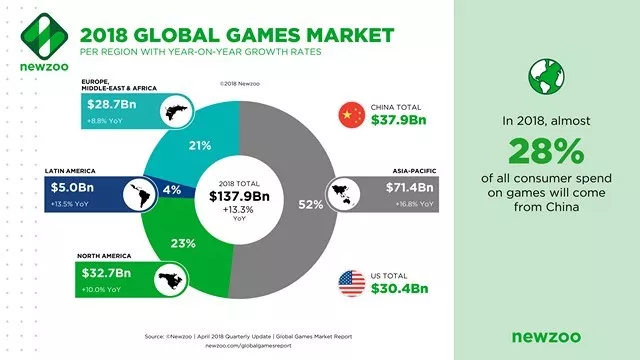 newzoo
2018 GLOBAL GAMES MARKET
PER REGION WITH YEAR-ON-YEAR GROWTH RATES
©2018 Newzoo
EUROPE,
MIDDLE-EAST & AFRICA
$28.7Bn
+8.8% YoY
21%
CHINA TOTAL
$37.9Bn
LATIN AMERICA
$5.0Bn
+13.5% YoY
4%
2018 TOTAL
$137.9Bn
+13.3%
YoY
52%
ASIA-PACIFIC
$71.4Bn
+16.8% YoY
23%
NORTH AMERICA
$32.7Bn
+10.0% YoY
US TOTAL
$30.4Bn
Source: ©Newzoo | April 2018 Quarterly Update | Global Games Market Report
newzoo.com/globalgamesreport
In 2018, almost
28%
of all consumer spend
on games will come
from China
newzoo